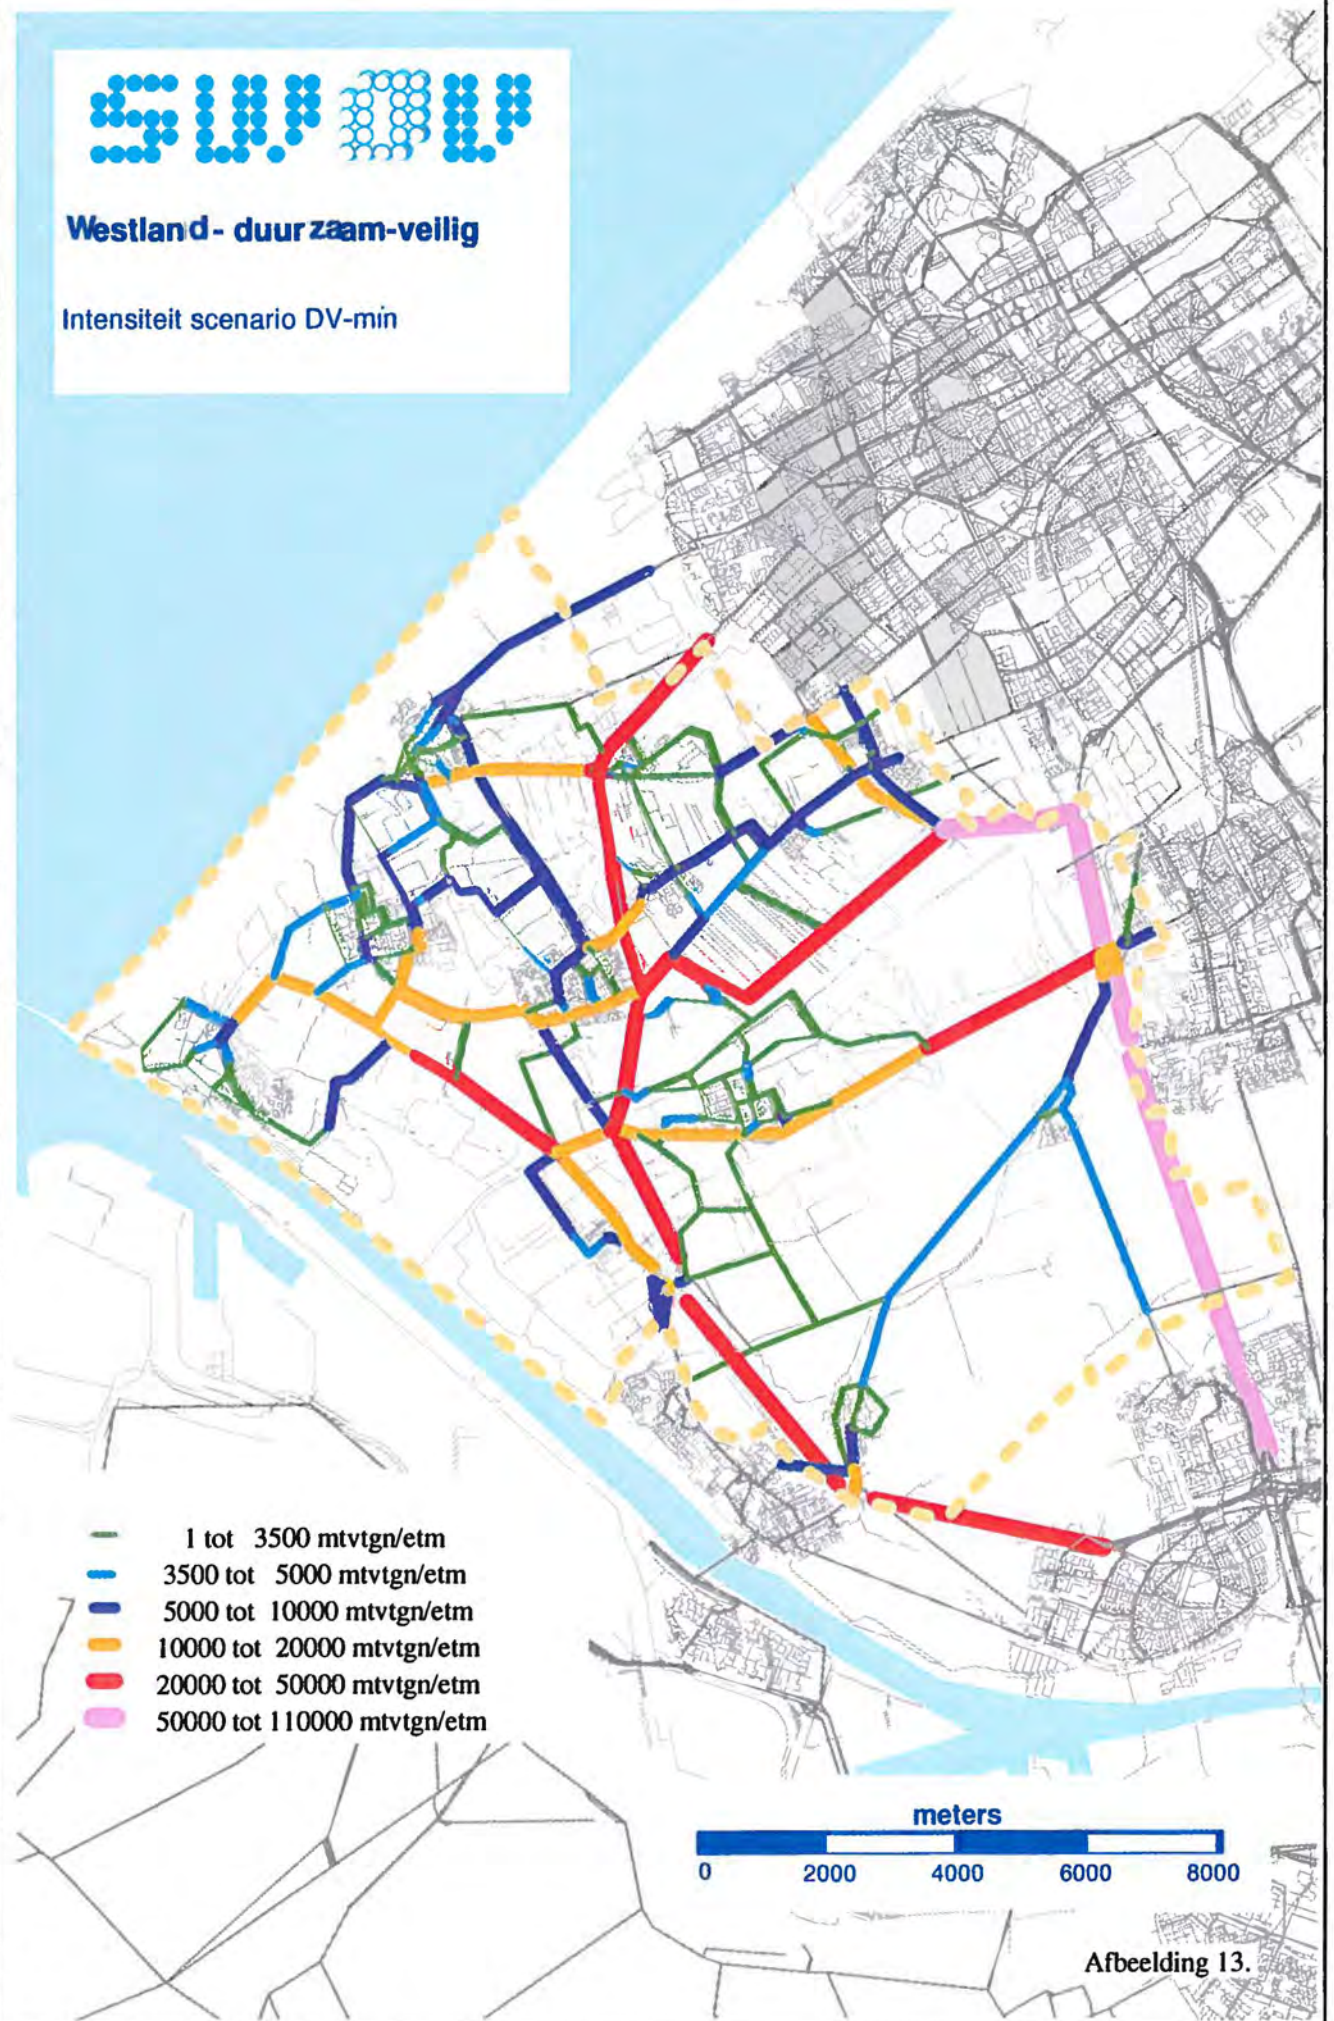 SWOV
Westland - duurzaam-veilig
Intensiteit scenario DV-min
1 tot 3500 mtvtgn/etm
3500 tot 5000 mtvtgn/etm
5000 tot 10000 mtvtgn/etm
10000 tot 20000 mtvtgn/etm
20000 tot 50000 mtvtgn/etm
50000 tot 110000 mtvtgn/etm
meters
0 2000 4000 6000 8000
Afbeelding 13.